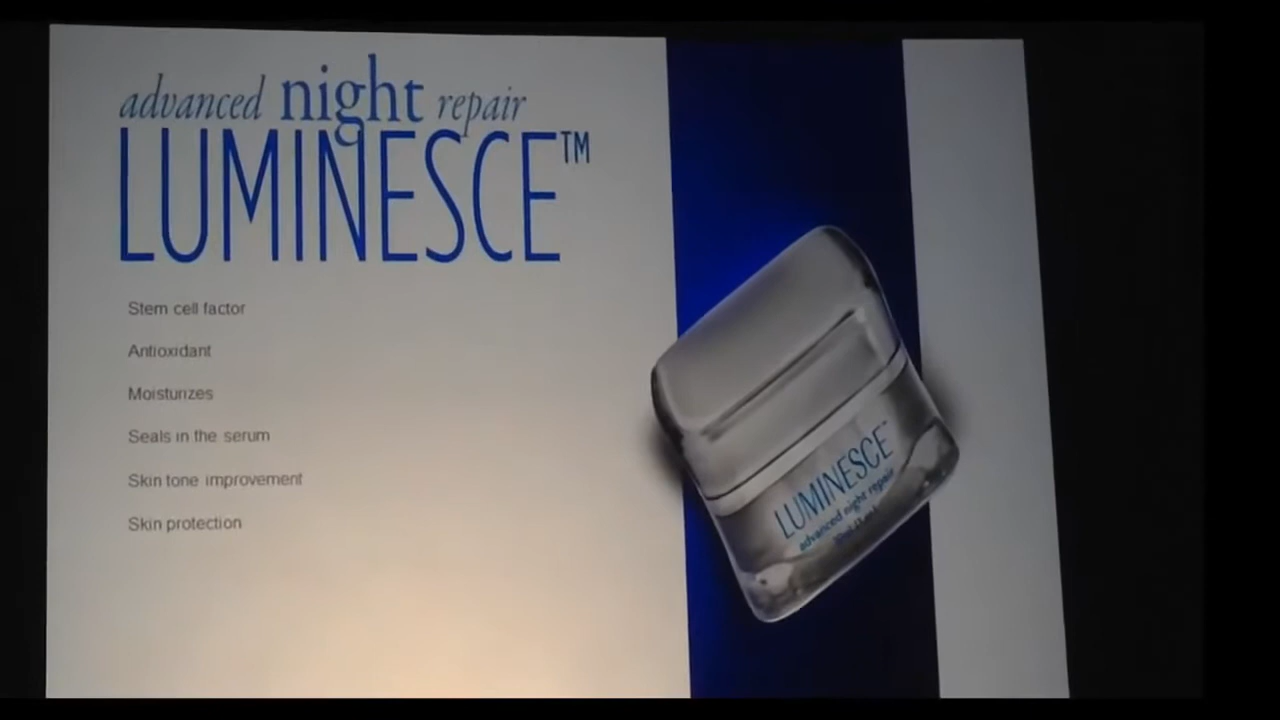 advanced night repair
LUMINESCE™
Stem cell factor
Antioxidant
Moisturizes
Seals in the serum
Skin tone improvement
Skin protection
LUMINESCE™
advanced night repair